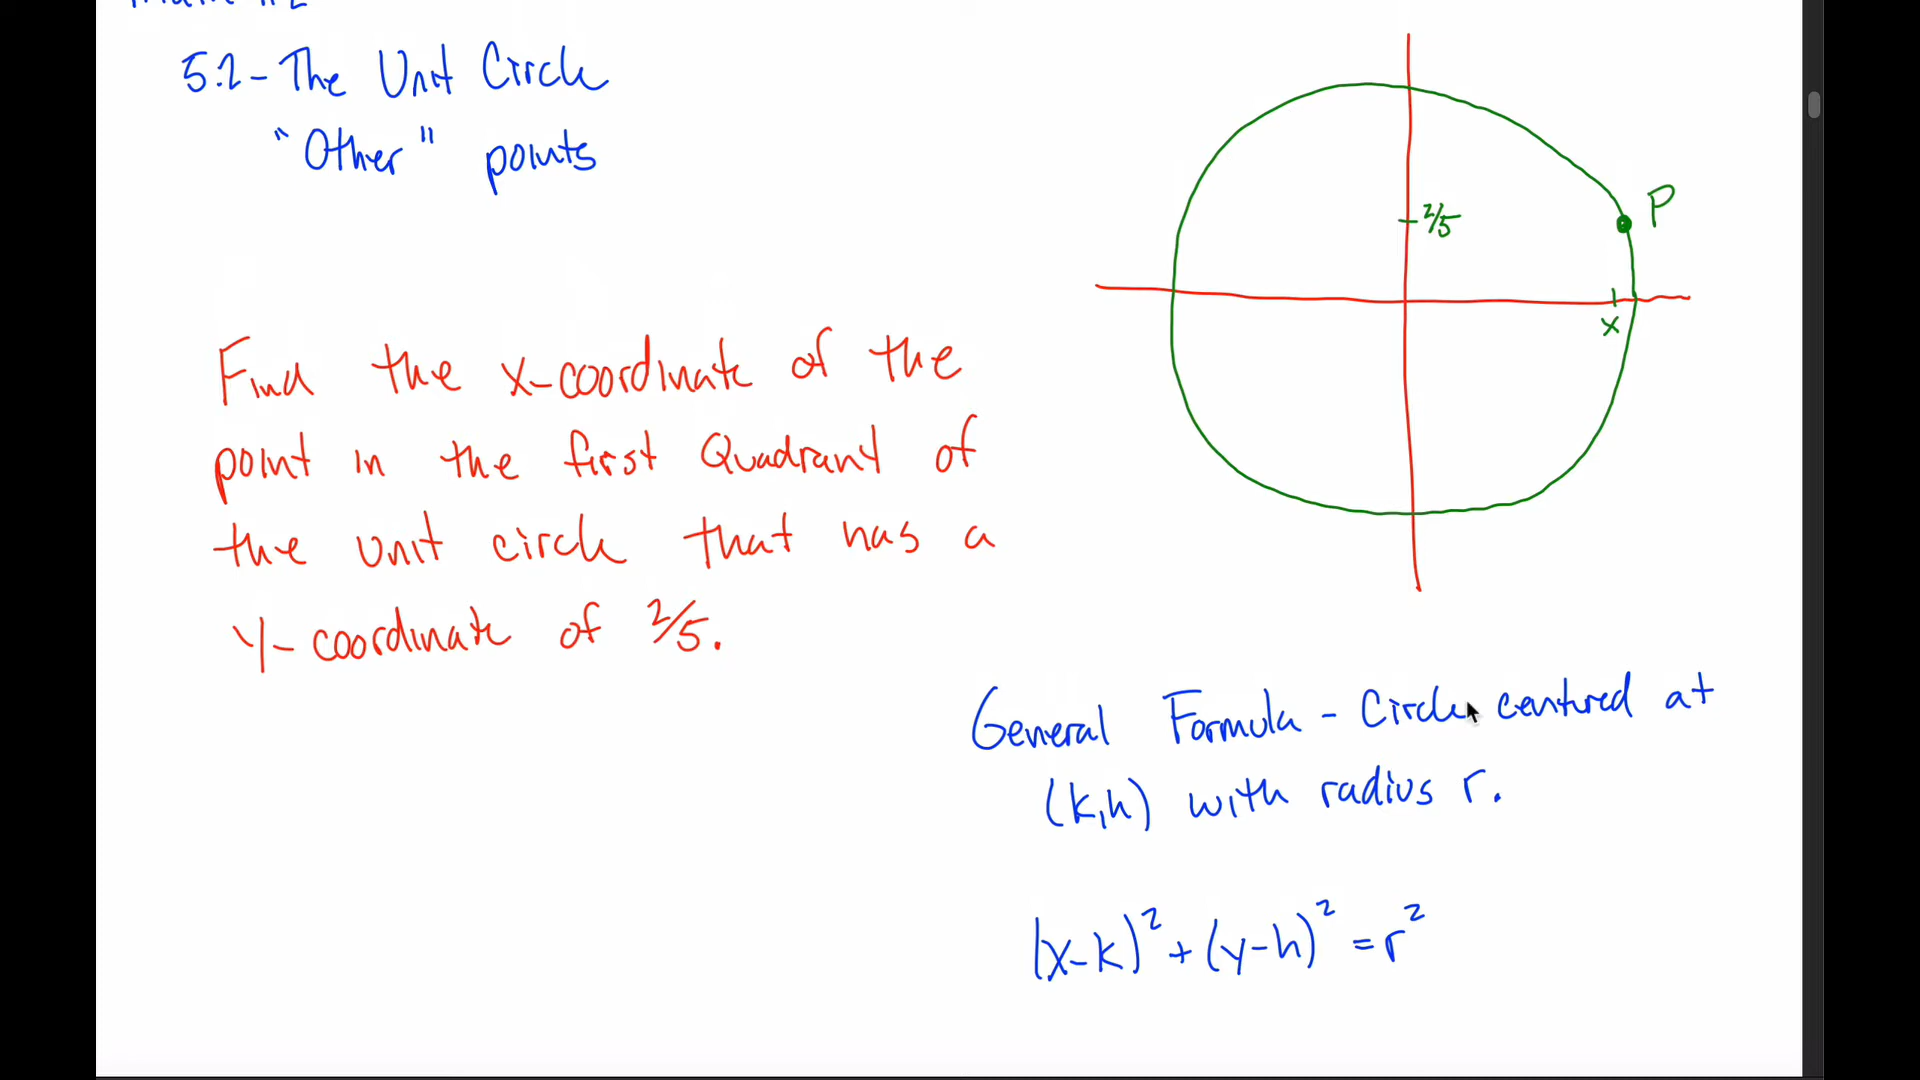 5.2 - The Unit Circle
"Other" points
2/5
P
x
Find the x-coordinate of the
point in the first Quadrant of
the unit circle that has a
Y-coordinate of 2/5.
General Formula - Circle centred at
(k,h) with radius r.
(x-k)² + (y-h)² = r²